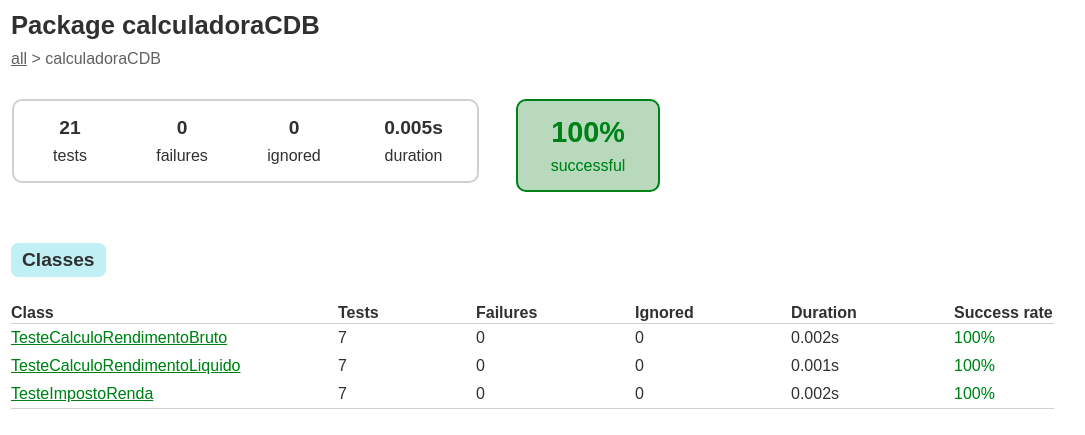 Package calculadoraCDB
all > calculadoraCDB
21 0 0 0.005s
tests failures ignored duration
100%
successful
Classes
Class Tests Failures Ignored Duration Success rate
TesteCalculoRendimentoBruto 7 0 0 0.002s 100%
TesteCalculoRendimentoLiquido 7 0 0 0.001s 100%
TesteImpostoRenda 7 0 0 0.002s 100%